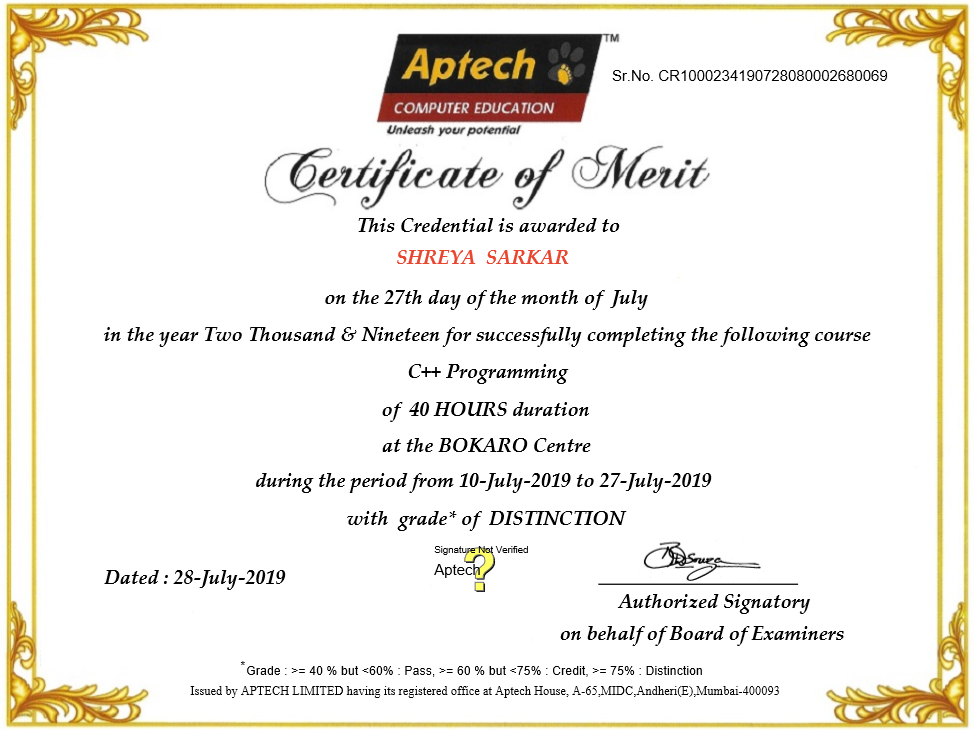 Aptech ™
COMPUTER EDUCATION
Unleash your potential
Sr.No. CR1000234190728080002680069
Certificate of Merit
This Credential is awarded to
SHREYA SARKAR
on the 27th day of the month of July
in the year Two Thousand & Nineteen for successfully completing the following course
C++ Programming
of 40 HOURS duration
at the BOKARO Centre
during the period from 10-July-2019 to 27-July-2019
with grade* of DISTINCTION
Signature Not Verified
Aptech
?
Dated : 28-July-2019
Authorized Signatory
on behalf of Board of Examiners
*Grade : >= 40 % but <60% : Pass, >= 60 % but <75% : Credit, >= 75% : Distinction
Issued by APTECH LIMITED having its registered office at Aptech House, A-65,MIDC,Andheri(E),Mumbai-400093